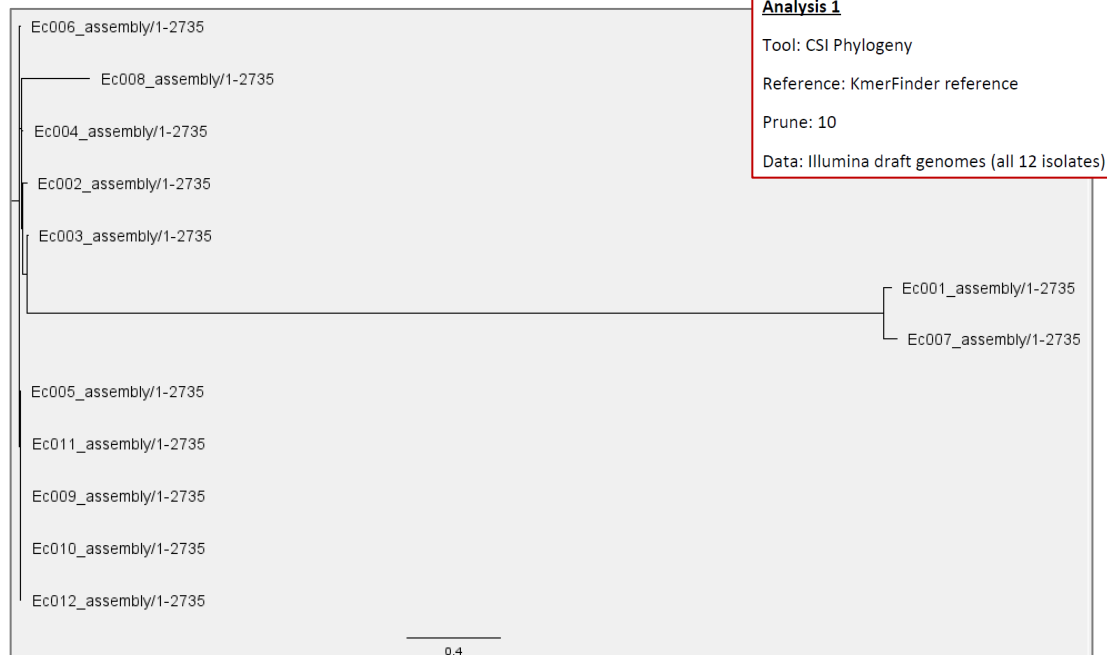 Analysis 1
Tool: CSI Phylogeny
Reference: KmerFinder reference
Prune: 10
Data: Illumina draft genomes (all 12 isolates)
Ec006_assembly/1-2735
Ec008_assembly/1-2735
Ec004_assembly/1-2735
Ec002_assembly/1-2735
Ec003_assembly/1-2735
Ec001_assembly/1-2735
Ec007_assembly/1-2735
Ec005_assembly/1-2735
Ec011_assembly/1-2735
Ec009_assembly/1-2735
Ec010_assembly/1-2735
Ec012_assembly/1-2735
0.4